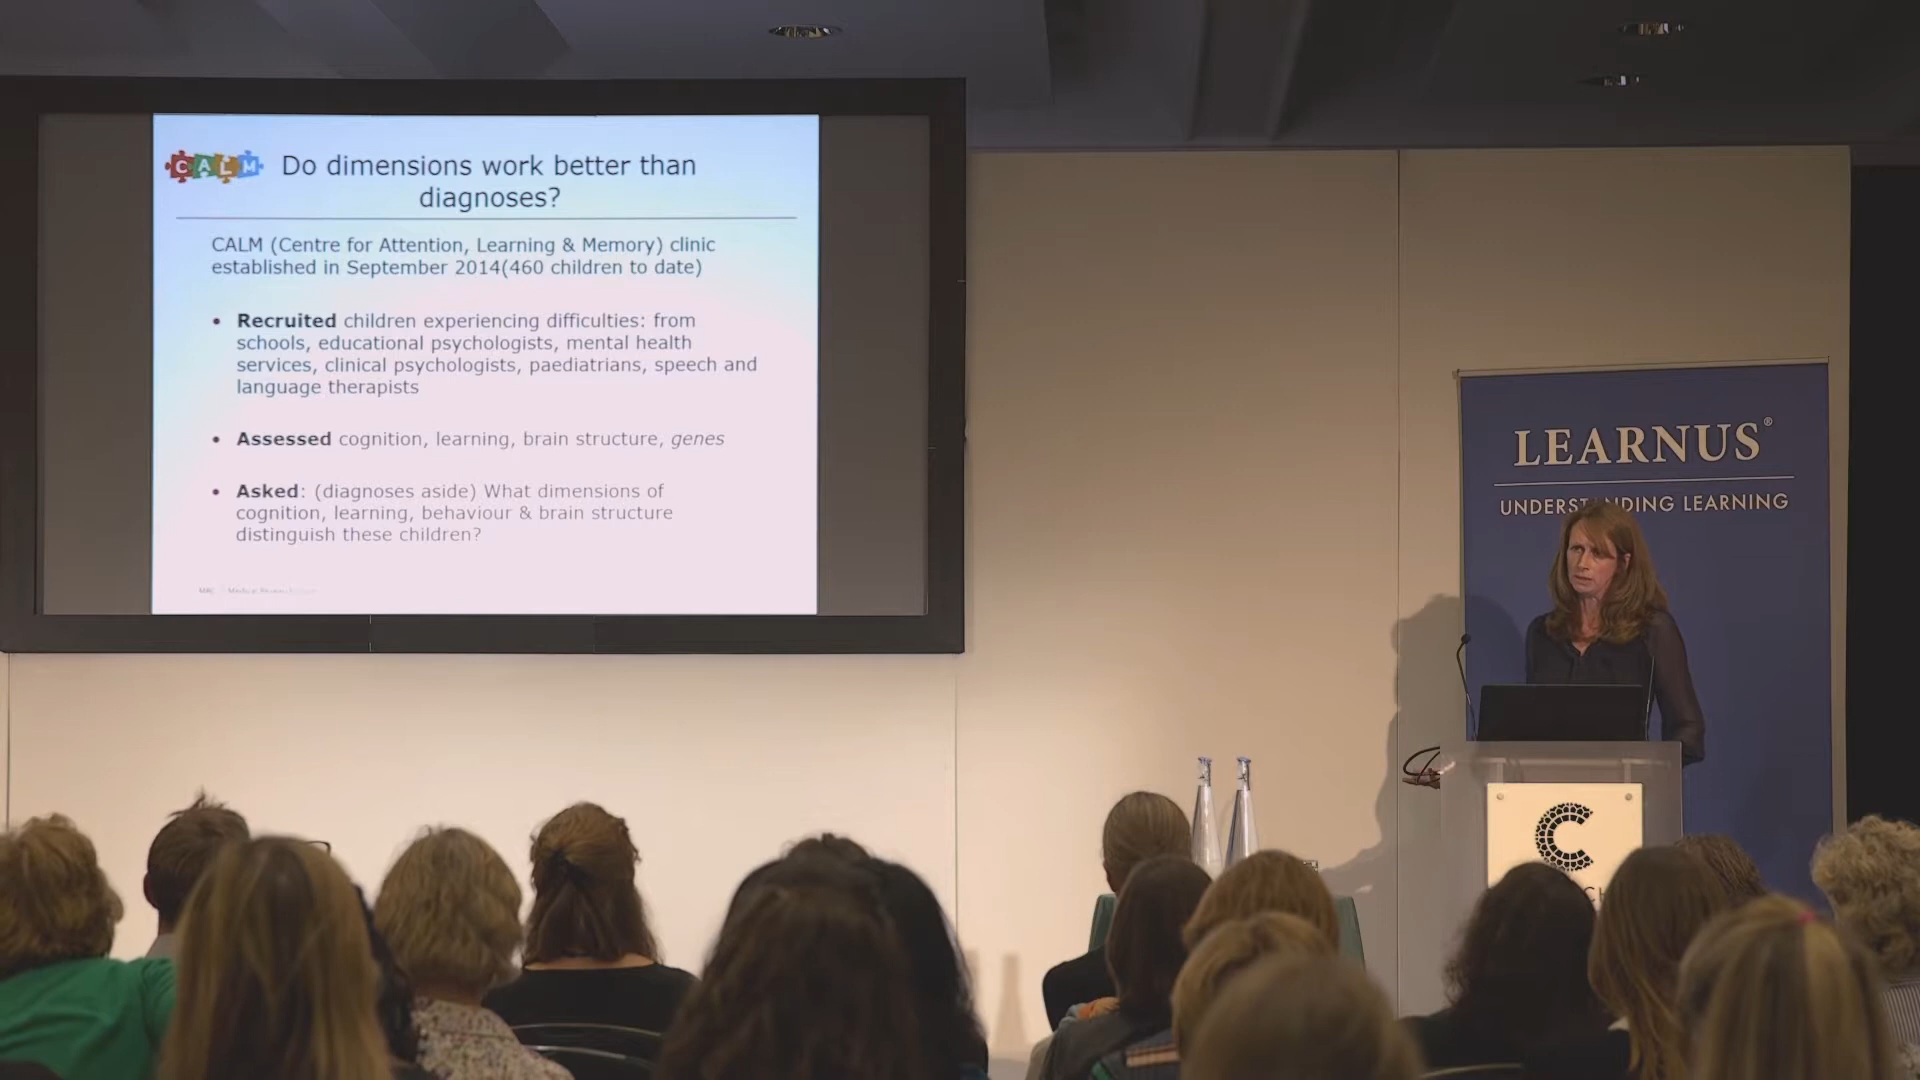 CALM Do dimensions work better than
diagnoses?
CALM (Centre for Attention, Learning & Memory) clinic
established in September 2014(460 children to date)
• Recruited children experiencing difficulties: from
schools, educational psychologists, mental health
services, clinical psychologists, paediatrians, speech and
language therapists
• Assessed cognition, learning, brain structure, genes
• Asked: (diagnoses aside) What dimensions of
cognition, learning, behaviour & brain structure
distinguish these children?
MRC Medical
LEARNUS®
LEARNING
C